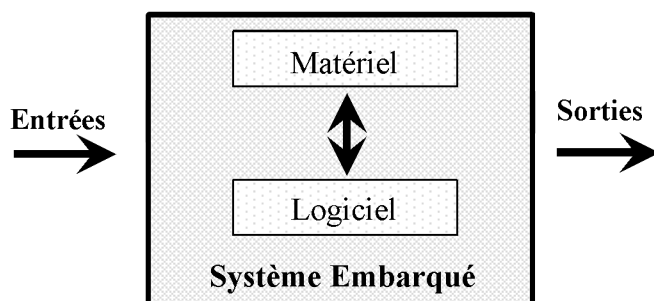 Matériel
Entrées
Sorties
Logiciel
Système Embarqué